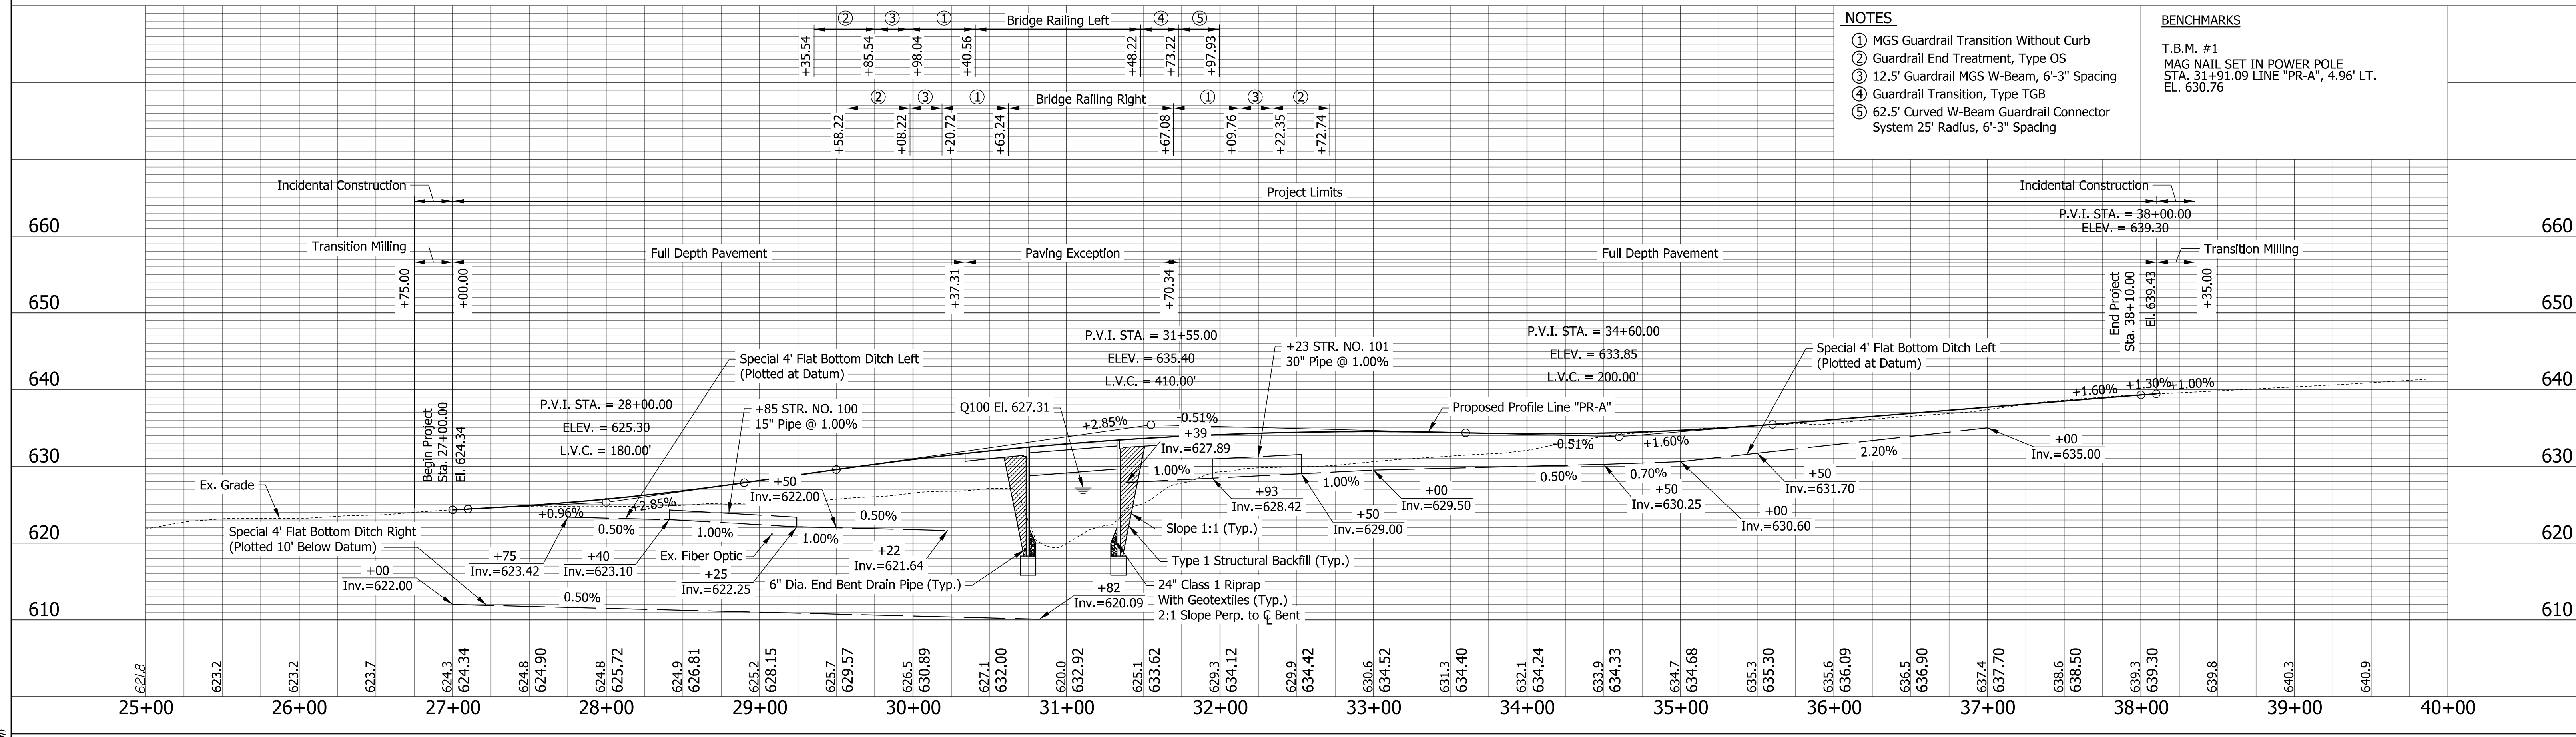 ② ③ ① Bridge Railing Left ④ ⑤
+35.54 +85.54 +98.04 +40.56 +48.22 +73.22 +97.93
② ③ ① Bridge Railing Right ① ③ ②
+58.22 +08.22 +20.72 +63.24 +67.08 +09.76 +22.35 +72.74
NOTES
① MGS Guardrail Transition Without Curb
② Guardrail End Treatment, Type OS
③ 12.5' Guardrail MGS W-Beam, 6'-3" Spacing
④ Guardrail Transition, Type TGB
⑤ 62.5' Curved W-Beam Guardrail Connector
System 25' Radius, 6'-3" Spacing
BENCHMARKS
T.B.M. #1
MAG NAIL SET IN POWER POLE
STA. 31+91.09 LINE "PR-A", 4.96' LT.
EL. 630.76
Incidental Construction
Project Limits
Incidental Construction
P.V.I. STA. = 38+00.00
ELEV. = 639.30
660
660
Transition Milling
Full Depth Pavement
Paving Exception
Full Depth Pavement
Transition Milling
+75.00
+00.00
+37.31
+70.34
End Project
Sta. 38+10.00
El. 639.43
+35.00
650
650
P.V.I. STA. = 31+55.00
ELEV. = 635.40
L.V.C. = 410.00'
+23 STR. NO. 101
30" Pipe @ 1.00%
P.V.I. STA. = 34+60.00
ELEV. = 633.85
L.V.C. = 200.00'
Special 4' Flat Bottom Ditch Left
(Plotted at Datum)
Special 4' Flat Bottom Ditch Left
(Plotted at Datum)
640
640
+1.60%
+1.30%
+1.00%
Begin Project
Sta. 27+00.00
El. 624.34
P.V.I. STA. = 28+00.00
ELEV. = 625.30
L.V.C. = 180.00'
+85 STR. NO. 100
15" Pipe @ 1.00%
Q100 El. 627.31
+2.85%
-0.51%
Proposed Profile Line "PR-A"
+39
Inv.=627.89
-0.51%
+1.60%
+00
Inv.=635.00
2.20%
630
630
1.00%
1.00%
0.50%
0.70%
+50
Inv.=631.70
+93
Inv.=628.42
+00
Inv.=629.50
+50
Inv.=630.25
+50
Inv.=629.00
+00
Inv.=630.60
Ex. Grade
+50
Inv.=622.00
+0.96%
+2.85%
0.50%
0.50%
1.00%
1.00%
Slope 1:1 (Typ.)
Special 4' Flat Bottom Ditch Right
(Plotted 10' Below Datum)
620
620
+75
Inv.=623.42
+40
Inv.=623.10
Ex. Fiber Optic
+22
Inv.=621.64
Type 1 Structural Backfill (Typ.)
+00
Inv.=622.00
+25
Inv.=622.25
6" Dia. End Bent Drain Pipe (Typ.)
0.50%
+82
Inv.=620.09
24" Class 1 Riprap
With Geotextiles (Typ.)
2:1 Slope Perp. to ℄ Bent
610
610
621.8 623.2 623.2 623.7 624.3 624.8 624.8 624.9 625.2 625.7 626.5 627.1 620.0 625.1 629.3 629.9 630.6 631.3 632.1 633.9 634.7 635.3 635.6 636.5 637.4 638.6 639.3 639.8 640.3 640.9
624.34 624.90 625.72 626.81 628.15 629.57 630.89 632.00 632.92 633.62 634.12 634.42 634.52 634.40 634.24 634.33 634.68 635.30 636.09 636.90 637.70 638.50 639.30
25+00 26+00 27+00 28+00 29+00 30+00 31+00 32+00 33+00 34+00 35+00 36+00 37+00 38+00 39+00 40+00